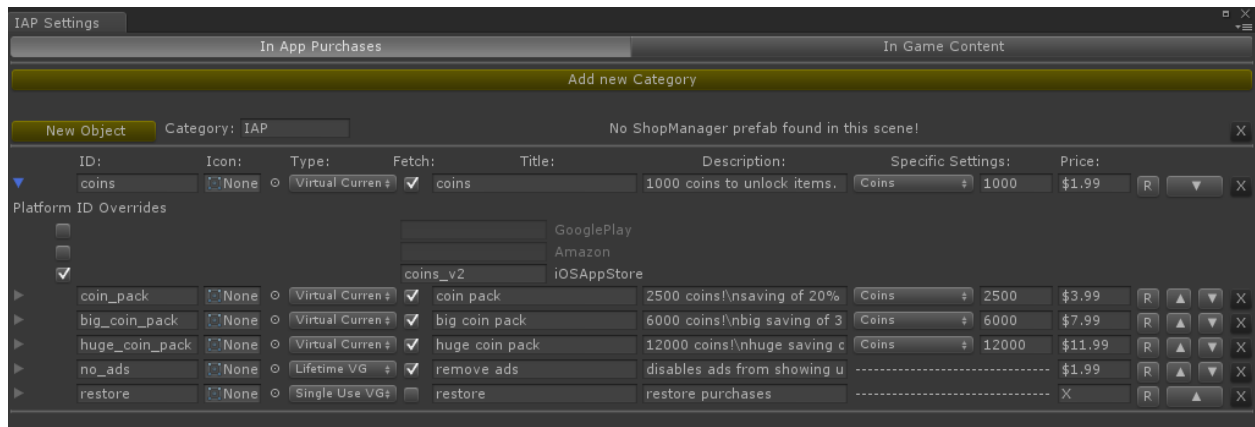 IAP Settings
In App Purchases In Game Content
Add new Category
New Object Category: IAP No ShopManager prefab found in this scene! X
ID: Icon: Type: Fetch: Title: Description: Specific Settings: Price:
coins None Virtual Curren coins 1000 coins to unlock items. Coins 1000 $1.99 R X
Platform ID Overrides
GooglePlay
Amazon
coins_v2 iOSAppStore
coin_pack None Virtual Curren coin pack 2500 coins!\nsaving of 20% Coins 2500 $3.99 R X
big_coin_pack None Virtual Curren big coin pack 6000 coins!\nbig saving of 3 Coins 6000 $7.99 R X
huge_coin_pack None Virtual Curren huge coin pack 12000 coins!\nhuge saving c Coins 12000 $11.99 R X
no_ads None Lifetime VG remove ads disables ads from showing u ---------------------------- $1.99 R X
restore None Single Use VG restore restore purchases ---------------------------- X R X